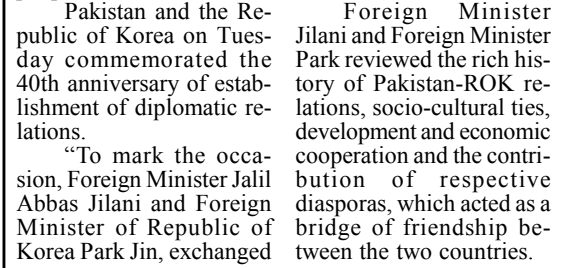 Pakistan and the Re-
public of Korea on Tues-
day commemorated the
40th anniversary of estab-
lishment of diplomatic re-
lations.
“To mark the occa-
sion, Foreign Minister Jalil
Abbas Jilani and Foreign
Minister of Republic of
Korea Park Jin, exchanged
Foreign Minister
Jilani and Foreign Minister
Park reviewed the rich his-
tory of Pakistan-ROK re-
lations, socio-cultural ties,
development and economic
cooperation and the contri-
bution of respective
diasporas, which acted as a
bridge of friendship be-
tween the two countries.